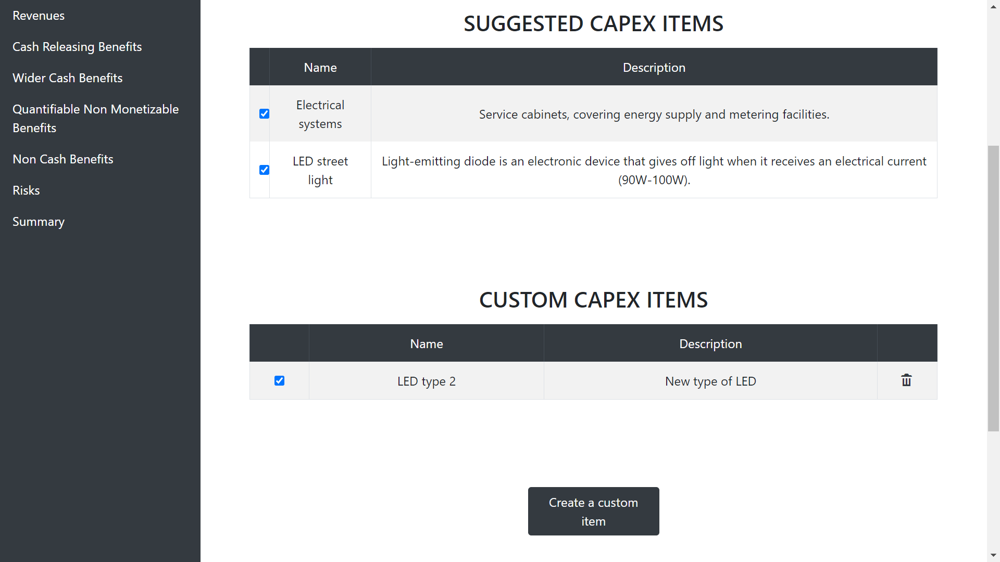 Revenues
Cash Releasing Benefits
Wider Cash Benefits
Quantifiable Non Monetizable
Benefits
Non Cash Benefits
Risks
Summary
SUGGESTED CAPEX ITEMS
Name
Description
Electrical
systems
Service cabinets, covering energy supply and metering facilities.
LED street
light
Light-emitting diode is an electronic device that gives off light when it receives an electrical current
(90W-100W).
CUSTOM CAPEX ITEMS
Name
Description
LED type 2
New type of LED
Create a custom
item